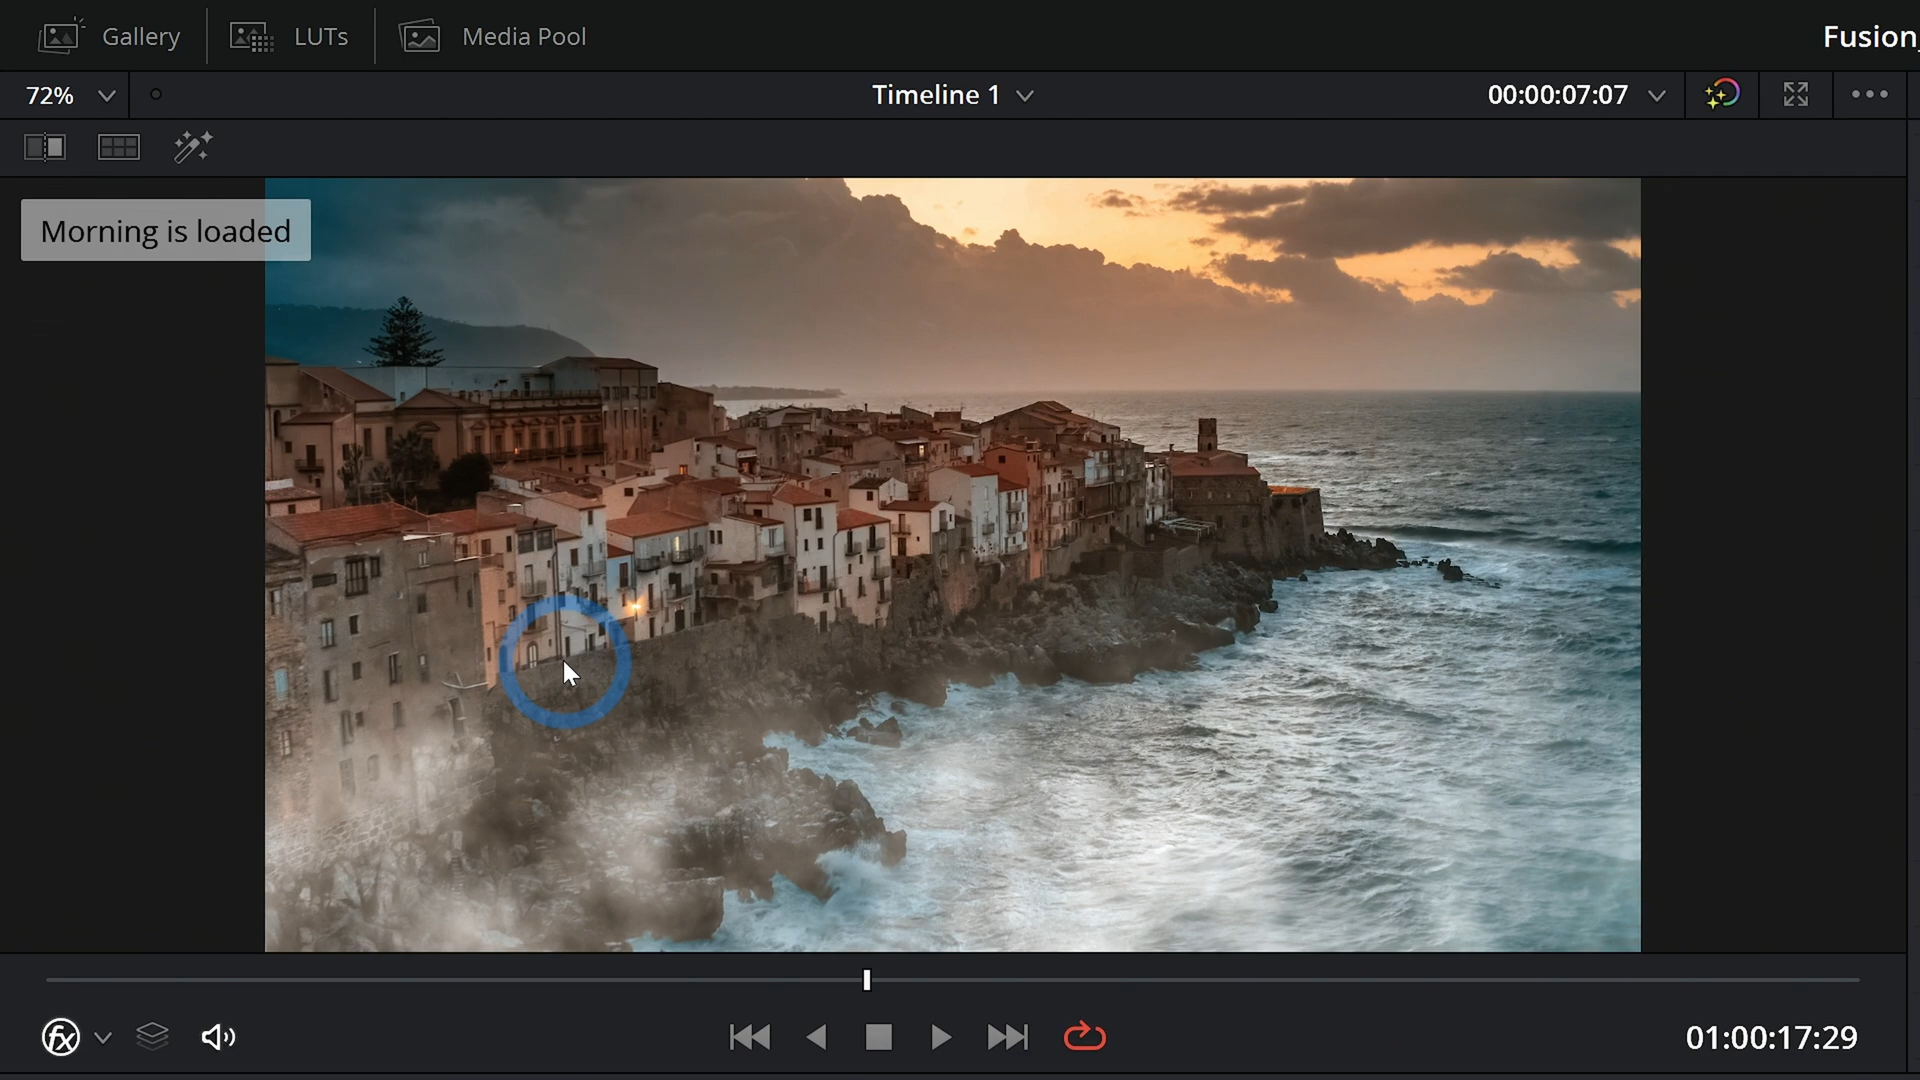 Gallery
LUTs
Media Pool
Fusion
72%
Timeline 1
00:00:07:07
Morning is loaded
fx
01:00:17:29